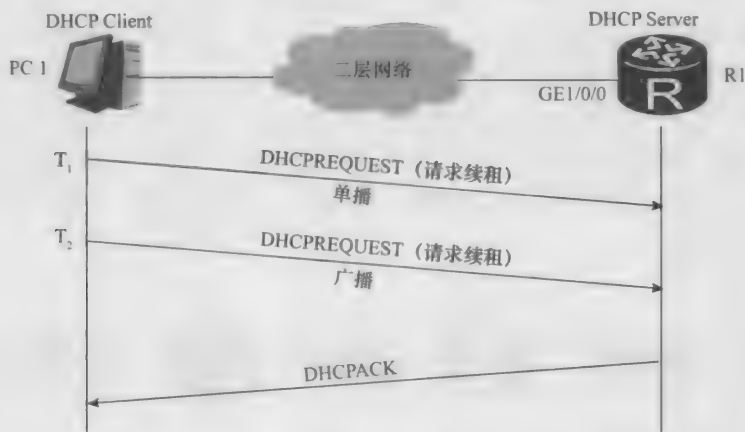 DHCP Client
DHCP Server
PC 1
二层网络
GE1/0/0
R
R1
T₁
DHCPREQUEST（请求续租）
单播
T₂
DHCPREQUEST（请求续租）
广播
DHCPACK